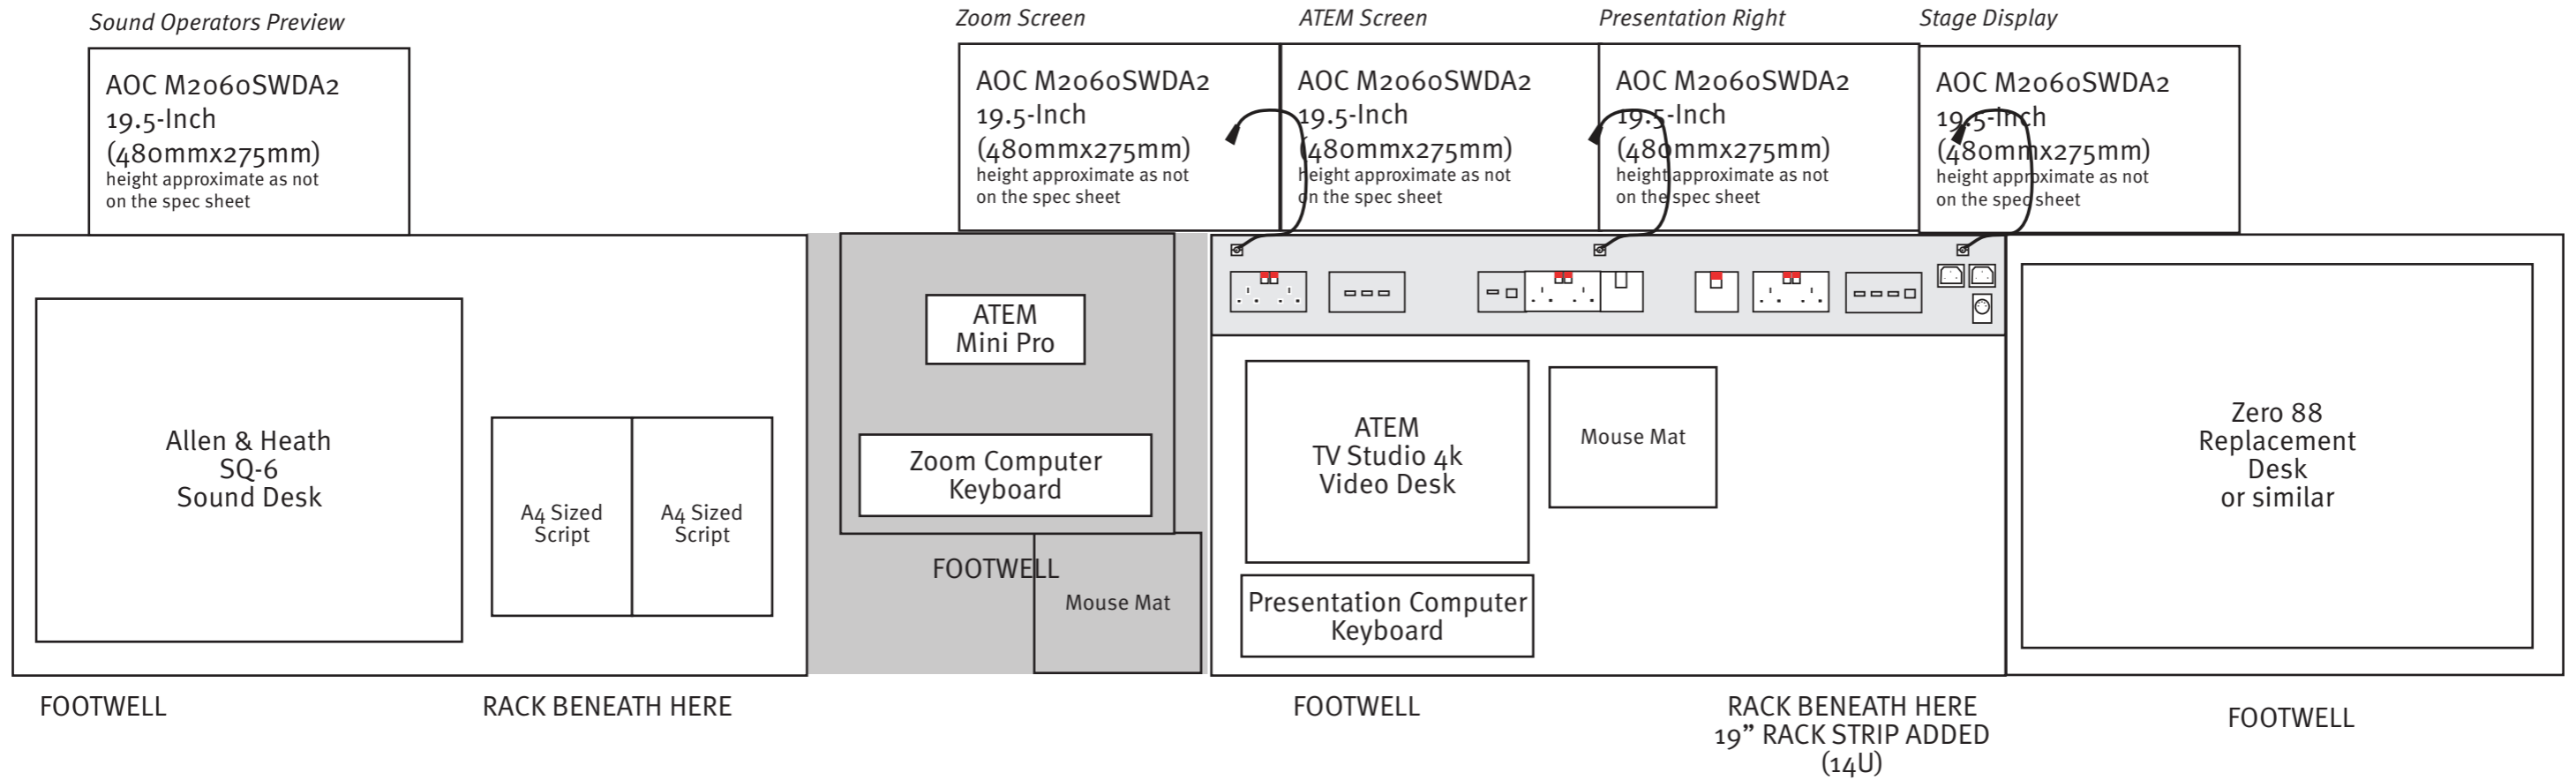 Sound Operators Preview
Zoom Screen
ATEM Screen
Presentation Right
Stage Display
AOC M2060SWDA2
19.5-Inch
(480mmx275mm)
height approximate as not
on the spec sheet
AOC M2060SWDA2
19.5-Inch
(480mmx275mm)
height approximate as not
on the spec sheet
AOC M2060SWDA2
19.5-Inch
(480mmx275mm)
height approximate as not
on the spec sheet
AOC M2060SWDA2
19.5-Inch
(480mmx275mm)
height approximate as not
on the spec sheet
AOC M2060SWDA2
19.5-Inch
(480mmx275mm)
height approximate as not
on the spec sheet
Allen & Heath
SQ-6
Sound Desk
A4 Sized
Script
A4 Sized
Script
ATEM
Mini Pro
Zoom Computer
Keyboard
FOOTWELL
Mouse Mat
ATEM
TV Studio 4k
Video Desk
Mouse Mat
Presentation Computer
Keyboard
Zero 88
Replacement
Desk
or similar
FOOTWELL
RACK BENEATH HERE
FOOTWELL
RACK BENEATH HERE
19” RACK STRIP ADDED
(14U)
FOOTWELL